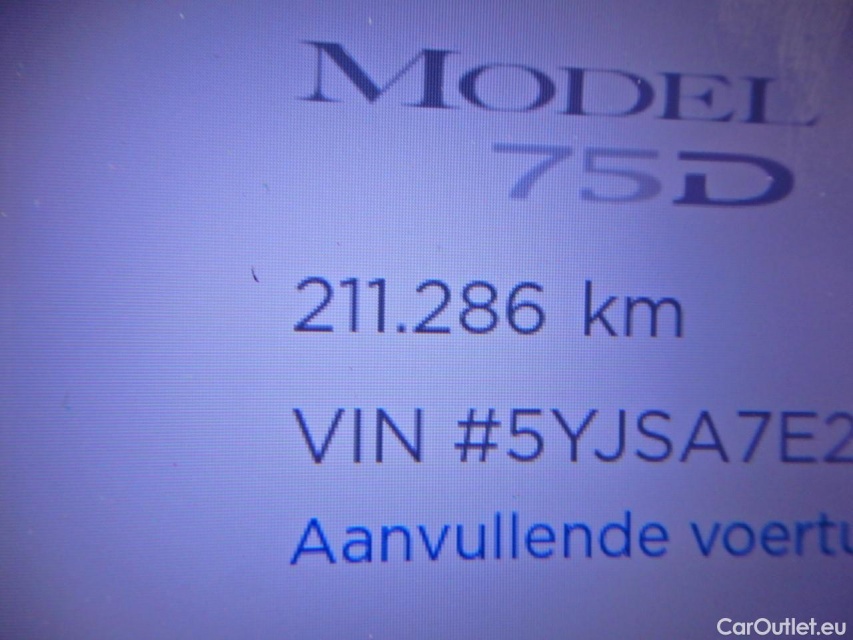 MODEL
75D
211.286 km
VIN #5YJSA7E2
Aanvullende voertu
CarOutlet.eu